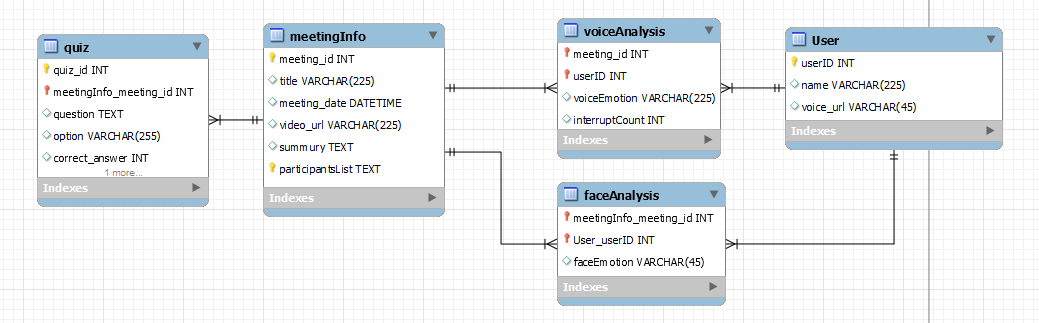 quiz
quiz_id INT
meetingInfo_meeting_id INT
question TEXT
option VARCHAR(255)
correct_answer INT
1 more...
Indexes
meetingInfo
meeting_id INT
title VARCHAR(225)
meeting_date DATETIME
video_url VARCHAR(225)
summury TEXT
participantsList TEXT
Indexes
voiceAnalysis
meeting_id INT
userID INT
voiceEmotion VARCHAR(225)
interruptCount INT
Indexes
User
userID INT
name VARCHAR(225)
voice_url VARCHAR(45)
Indexes
faceAnalysis
meetingInfo_meeting_id INT
User_userID INT
faceEmotion VARCHAR(45)
Indexes